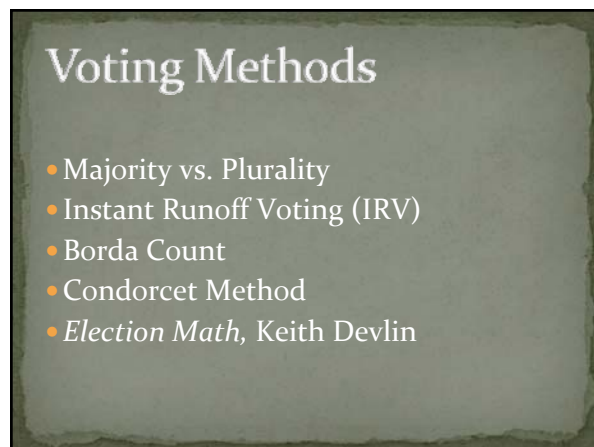 Voting Methods
• Majority vs. Plurality
• Instant Runoff Voting (IRV)
• Borda Count
• Condorcet Method
• Election Math, Keith Devlin